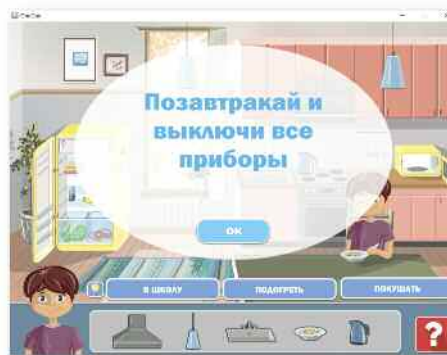 Позавтракай и
выключи все
приборы
ОК
В ШКОЛУ
ПОДОГРЕТЬ
ПОКУШАТЬ
?